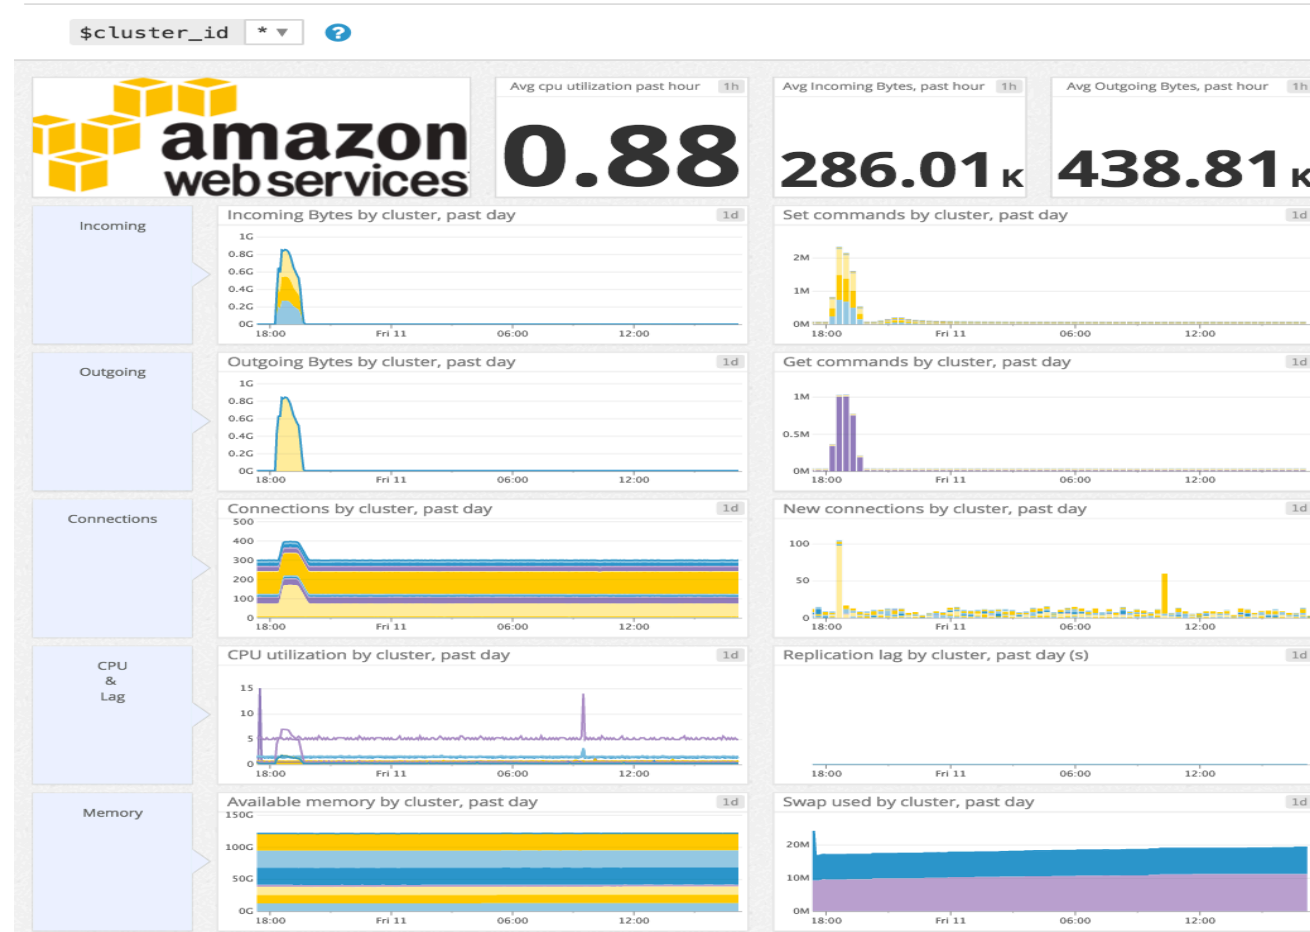 $cluster_id * ▼ ?
amazon
web services
Avg cpu utilization past hour 1h
0.88
Avg Incoming Bytes, past hour 1h
286.01 K
Avg Outgoing Bytes, past hour 1h
438.81 K
Incoming
Incoming Bytes by cluster, past day 1d
1G
0.8G
0.6G
0.4G
0.2G
0G
18:00 Fri 11 06:00 12:00
Set commands by cluster, past day 1d
2M
1M
0M
18:00 Fri 11 06:00 12:00
Outgoing
Outgoing Bytes by cluster, past day 1d
1G
0.8G
0.6G
0.4G
0.2G
0G
18:00 Fri 11 06:00 12:00
Get commands by cluster, past day 1d
1M
0.5M
0M
18:00 Fri 11 06:00 12:00
Connections
Connections by cluster, past day 1d
500
400
300
200
100
0
18:00 Fri 11 06:00 12:00
New connections by cluster, past day 1d
100
50
0
18:00 Fri 11 06:00 12:00
CPU
&
Lag
CPU utilization by cluster, past day 1d
15
10
5
0
18:00 Fri 11 06:00 12:00
Replication lag by cluster, past day (s) 1d
18:00 Fri 11 06:00 12:00
Memory
Available memory by cluster, past day 1d
150G
100G
50G
0G
18:00 Fri 11 06:00 12:00
Swap used by cluster, past day 1d
20M
10M
0M
18:00 Fri 11 06:00 12:00